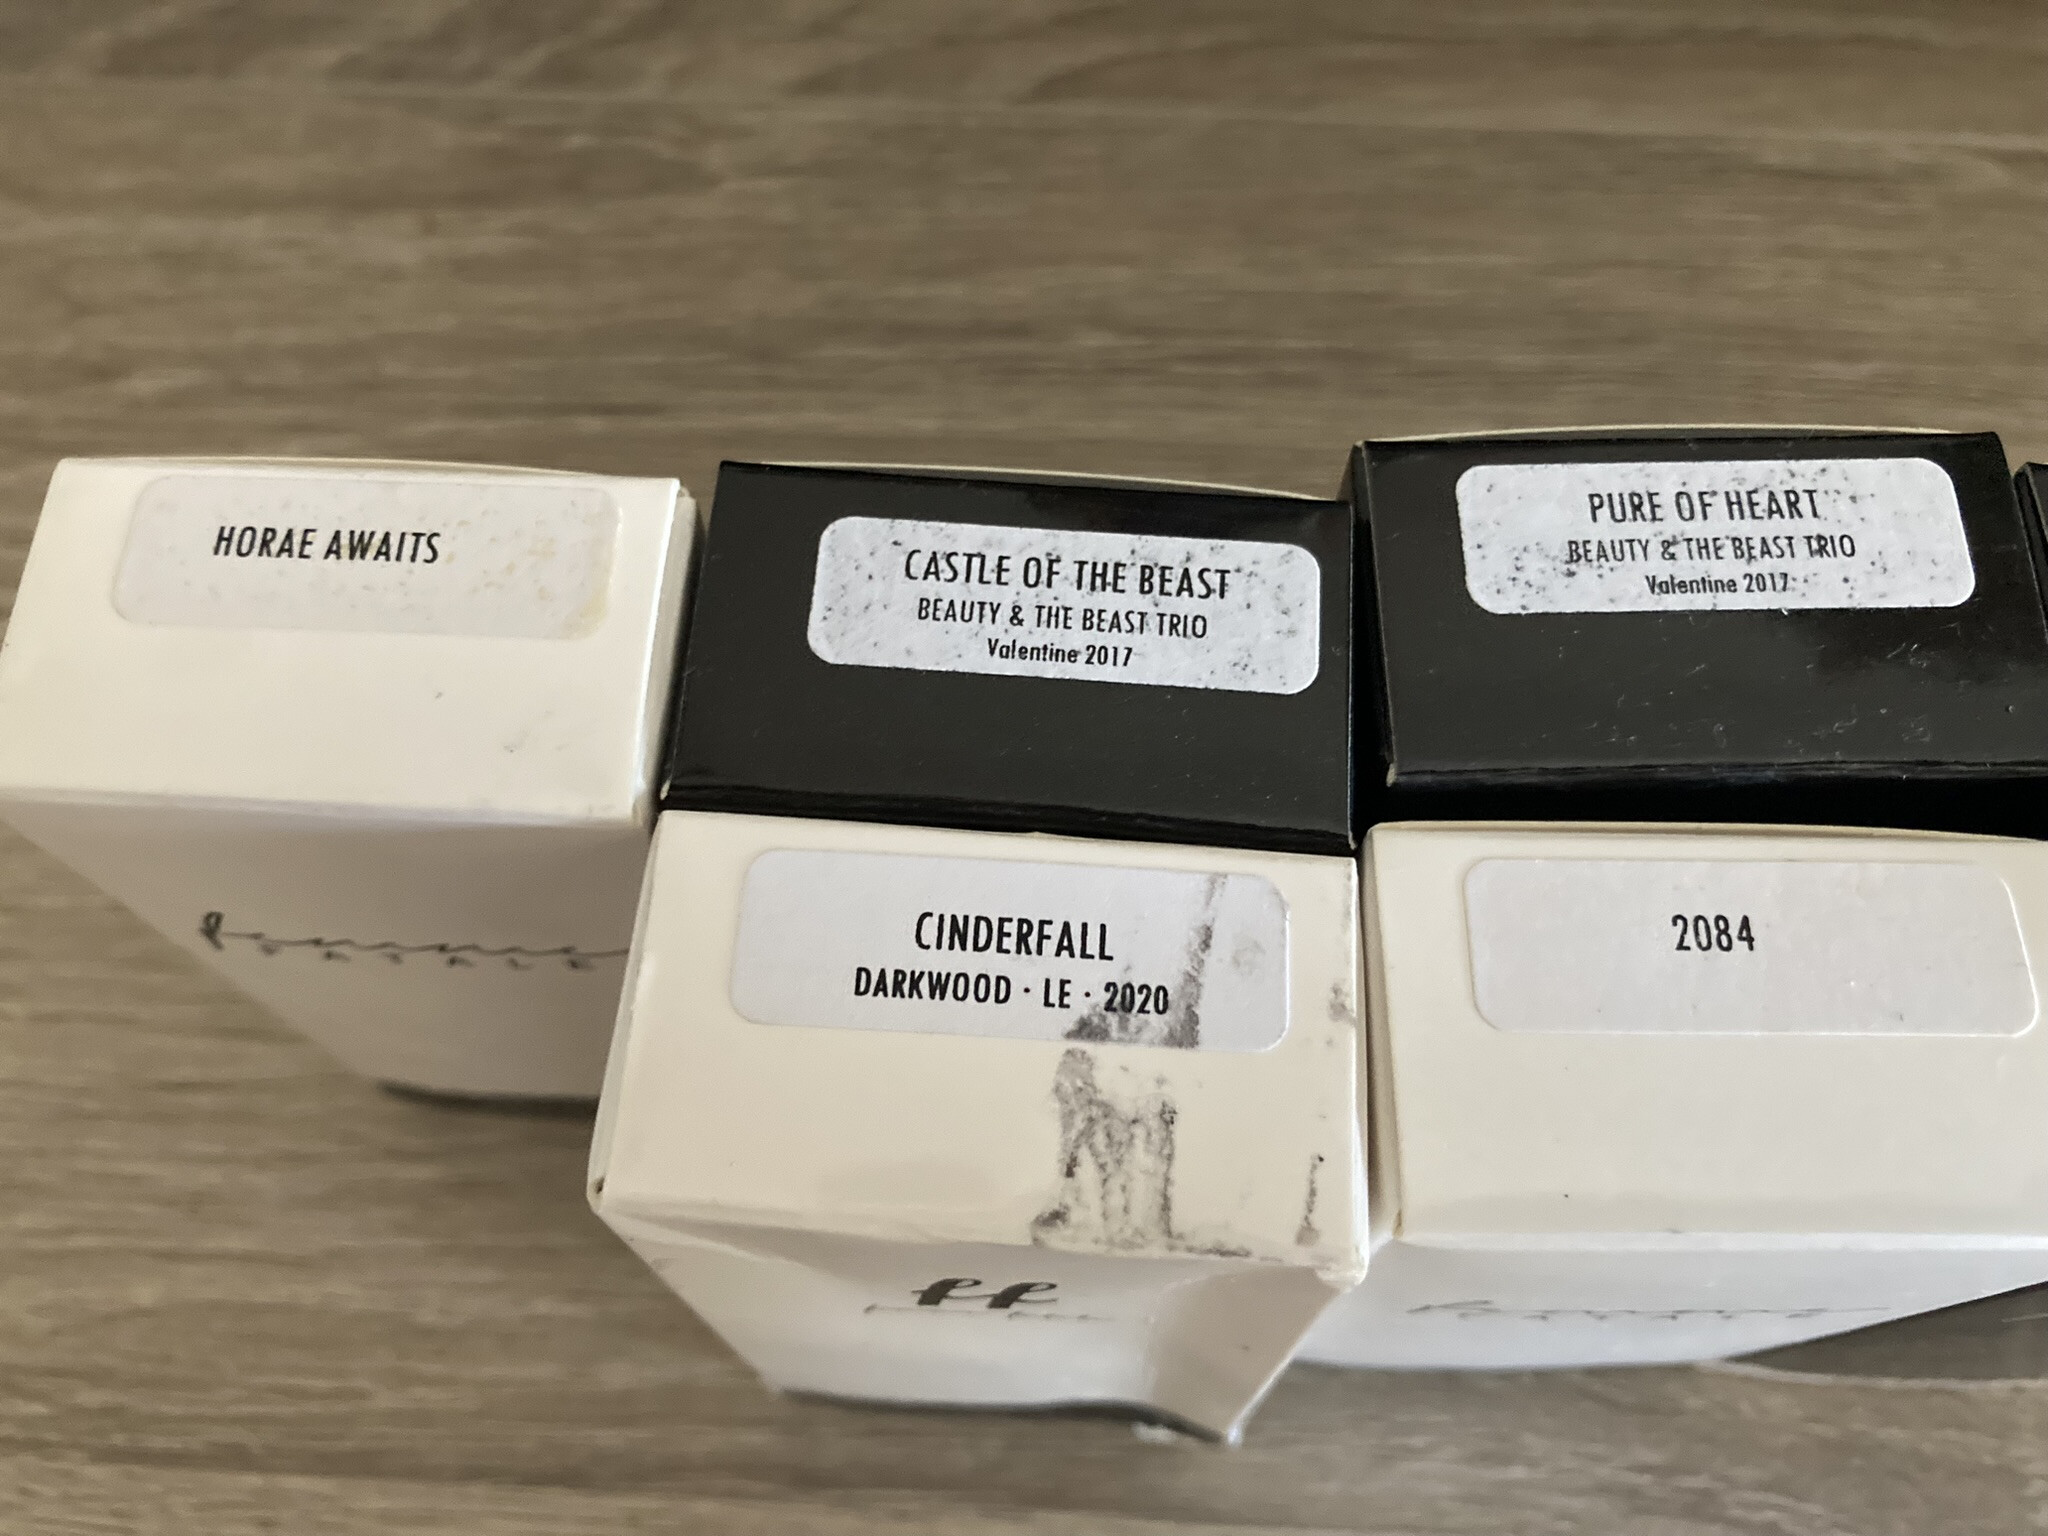 HORAE AWAITS
CASTLE OF THE BEAST
BEAUTY & THE BEAST TRIO
Valentine 2017
PURE OF HEART
BEAUTY & THE BEAST TRIO
Valentine 2017
CINDERFALL
DARKWOOD · LE · 2020
2084